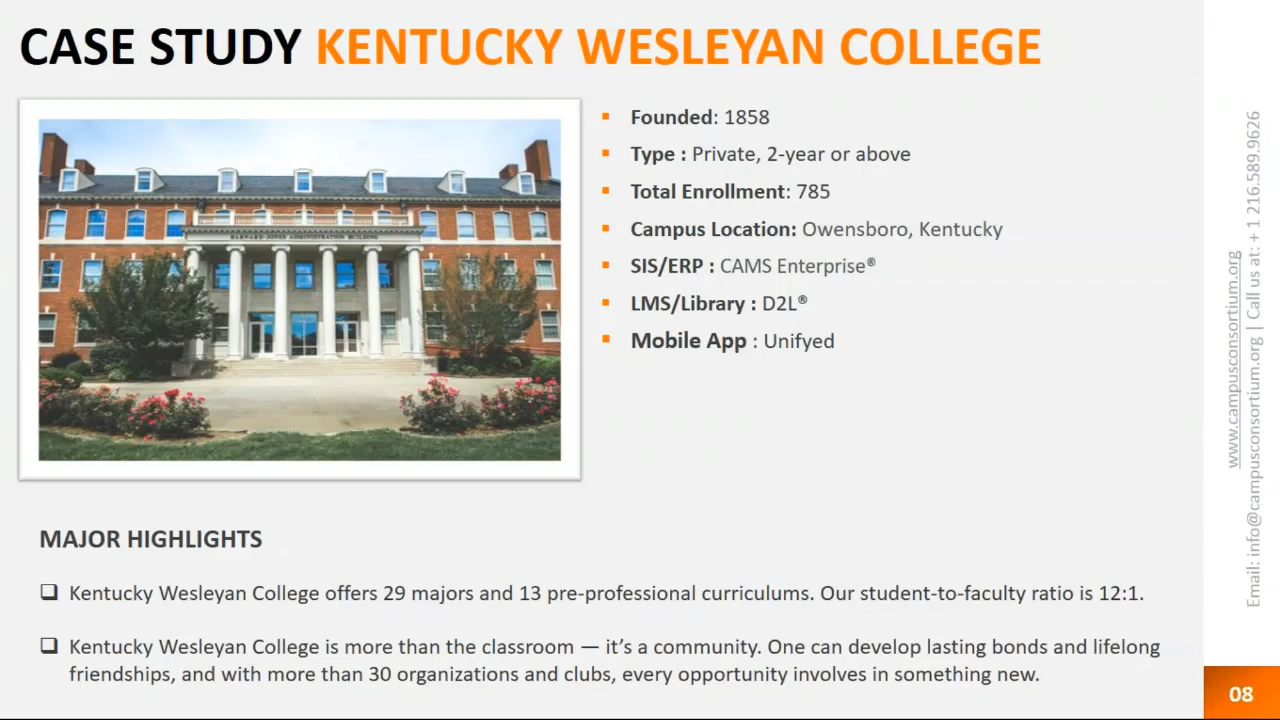 CASE STUDY KENTUCKY WESLEYAN COLLEGE
BARNARD-JONES ADMINISTRATION BUILDING
Founded: 1858
Type : Private, 2-year or above
Total Enrollment: 785
Campus Location: Owensboro, Kentucky
SIS/ERP : CAMS Enterprise®
LMS/Library : D2L®
Mobile App : Unifyed
MAJOR HIGHLIGHTS
Kentucky Wesleyan College offers 29 majors and 13 pre-professional curriculums. Our student-to-faculty ratio is 12:1.
Kentucky Wesleyan College is more than the classroom — it’s a community. One can develop lasting bonds and lifelong
friendships, and with more than 30 organizations and clubs, every opportunity involves in something new.
www.campusconsortium.org
Email: info@campusconsortium.org | Call us at: + 1 216.589.9626
08